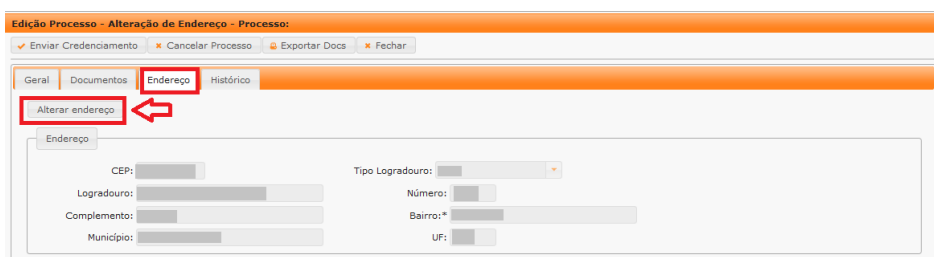 Edição Processo - Alteração de Endereço - Processo:
Enviar Credenciamento Cancelar Processo Exportar Docs Fechar
Geral Documentos Endereço Histórico
Alterar endereço
Endereço
CEP: Tipo Logradouro:
Logradouro: Número:
Complemento: Bairro:*
Município: UF: